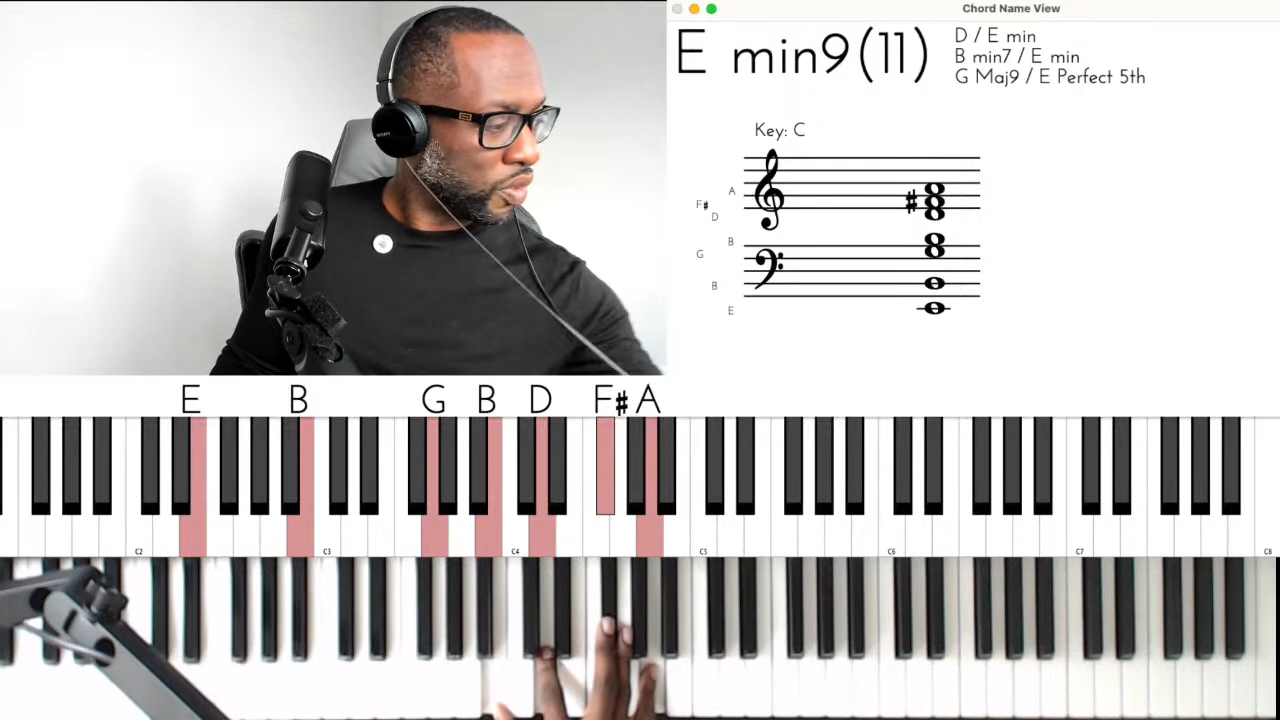 Chord Name View
E min9(11)
D / E min
B min7 / E min
G Maj9 / E Perfect 5th
Key: C
A
F#
D
B
G
B
E
SONY
E B G B D F# A
C2 C3 C4 C5 C6 C7 C8